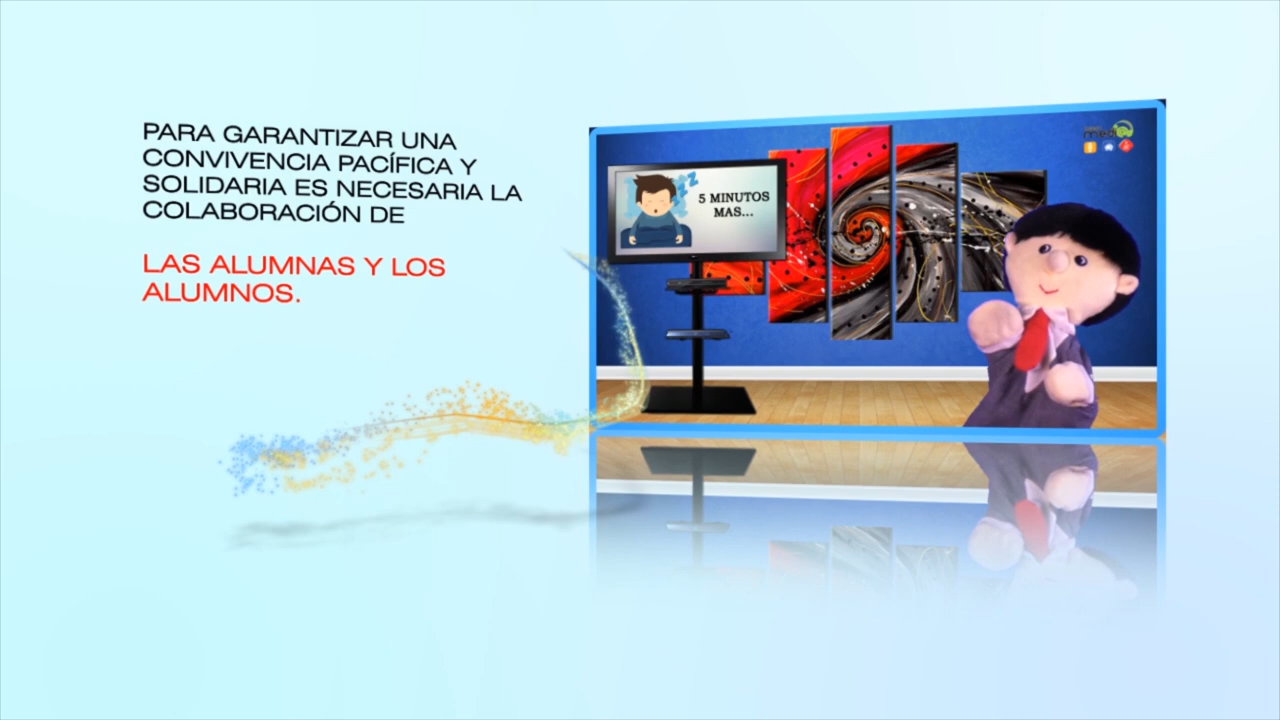 PARA GARANTIZAR UNA
CONVIVENCIA PACÍFICA Y
SOLIDARIA ES NECESARIA LA
COLABORACIÓN DE
LAS ALUMNAS Y LOS
ALUMNOS.
5 MINUTOS
MAS...